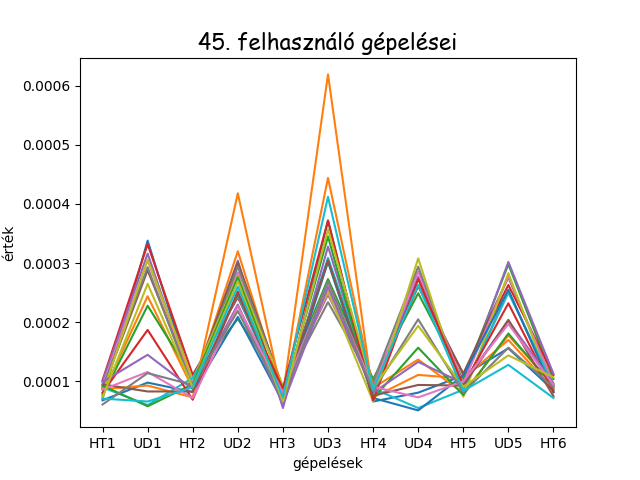 45. felhasználó gépelései
0.0006
0.0005
0.0004
0.0003
0.0002
0.0001
érték
HT1 UD1 HT2 UD2 HT3 UD3 HT4 UD4 HT5 UD5 HT6
gépelések